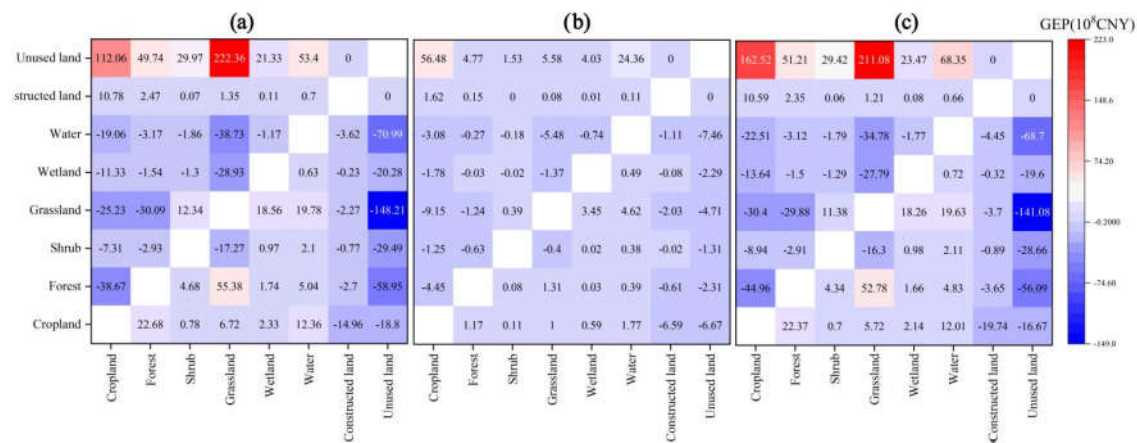 (a) (b) (c) GEP(10⁸CNY)
Unused land 112.06 49.74 29.97 222.36 21.33 53.4 0 56.48 4.77 1.53 5.58 4.03 24.36 0 162.52 51.21 29.42 211.08 23.47 68.35 0 223.0
structed land 10.78 2.47 0.07 1.35 0.11 0.7 0 1.62 0.15 0 0.08 0.01 0.11 0 10.59 2.35 0.06 1.21 0.08 0.66 0 148.6
Water -19.06 -3.17 -1.86 -38.73 -1.17 -3.62 -70.99 -3.08 -0.27 -0.18 -5.48 -0.74 -1.11 -7.46 -22.51 -3.12 -1.79 -34.78 -1.77 -4.45 -68.7 74.20
Wetland -11.33 -1.54 -1.3 -28.93 0.63 -0.23 -20.28 -1.78 -0.03 -0.02 -1.37 0.49 -0.08 -2.29 -13.64 -1.5 -1.29 -27.79 0.72 -0.32 -19.6
Grassland -25.23 -30.09 12.34 18.56 19.78 -2.27 -148.21 -9.15 -1.24 0.39 3.45 4.62 -2.03 -4.71 -30.4 -29.88 11.38 18.26 19.63 -3.7 -141.08 -0.2000
Shrub -7.31 -2.93 -17.27 0.97 2.1 -0.77 -29.49 -1.25 -0.63 -0.4 0.02 0.38 -0.02 -1.31 -8.94 -2.91 -16.3 0.98 2.11 -0.89 -28.66
Forest -38.67 4.68 55.38 1.74 5.04 -2.7 -58.95 -4.45 0.08 1.31 0.03 0.39 -0.61 -2.31 -44.96 4.34 52.78 1.66 4.83 -3.65 -56.09 -74.60
Cropland 22.68 0.78 6.72 2.33 12.36 -14.96 -18.8 1.17 0.11 1 0.59 1.77 -6.59 -6.67 22.37 0.7 5.72 2.14 12.01 -19.74 -16.67 -149.0
Cropland Forest Shrub Grassland Wetland Water Constructed land Unused land Cropland Forest Shrub Grassland Wetland Water Constructed land Unused land Cropland Forest Shrub Grassland Wetland Water Constructed land Unused land